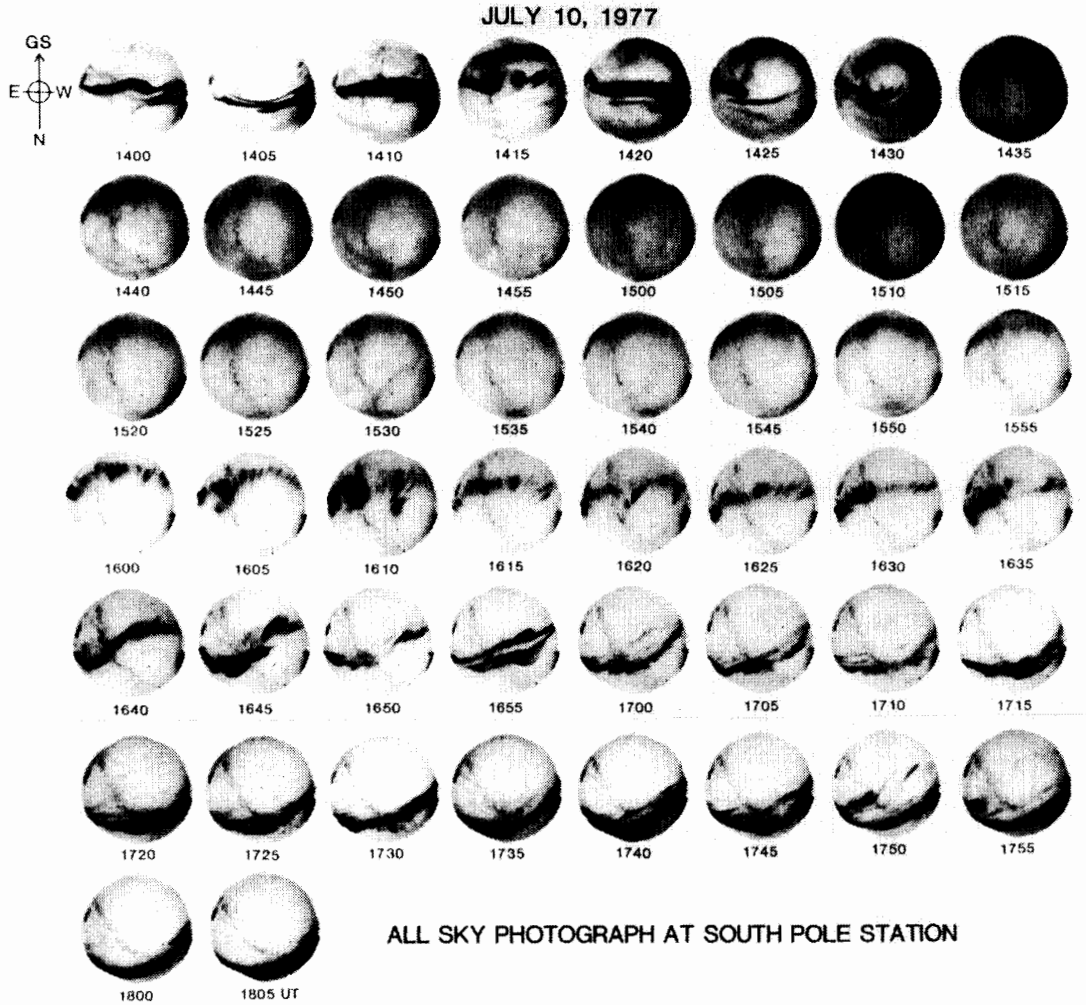 JULY 10, 1977
GS
E W
N
1400 1405 1410 1415 1420 1425 1430 1435
1440 1445 1450 1455 1500 1505 1510 1515
1520 1525 1530 1535 1540 1545 1550 1555
1600 1605 1610 1615 1620 1625 1630 1635
1640 1645 1650 1655 1700 1705 1710 1715
1720 1725 1730 1735 1740 1745 1750 1755
ALL SKY PHOTOGRAPH AT SOUTH POLE STATION
1800 1805 UT